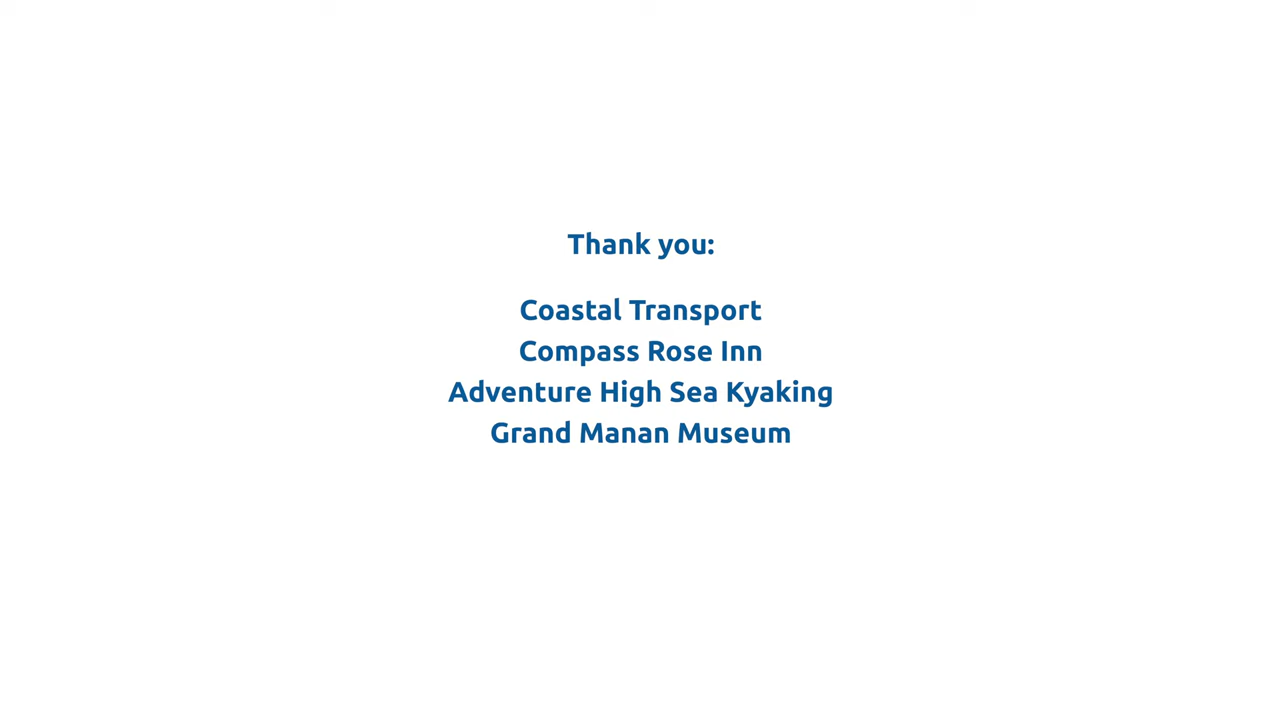 Thank you:
Coastal Transport
Compass Rose Inn
Adventure High Sea Kyaking
Grand Manan Museum